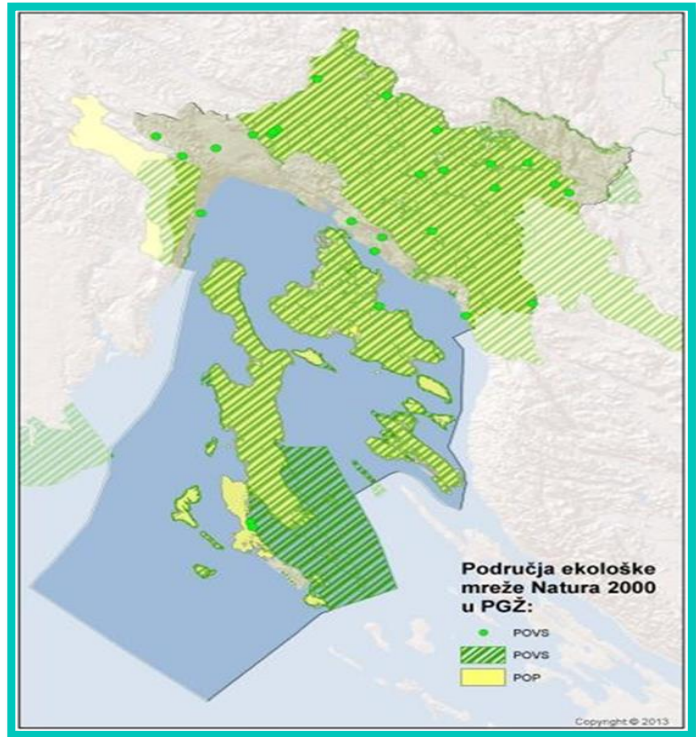 Područja ekološke
mreže Natura 2000
u PGŽ:
POVS
POVS
POP
Copyright © 2013